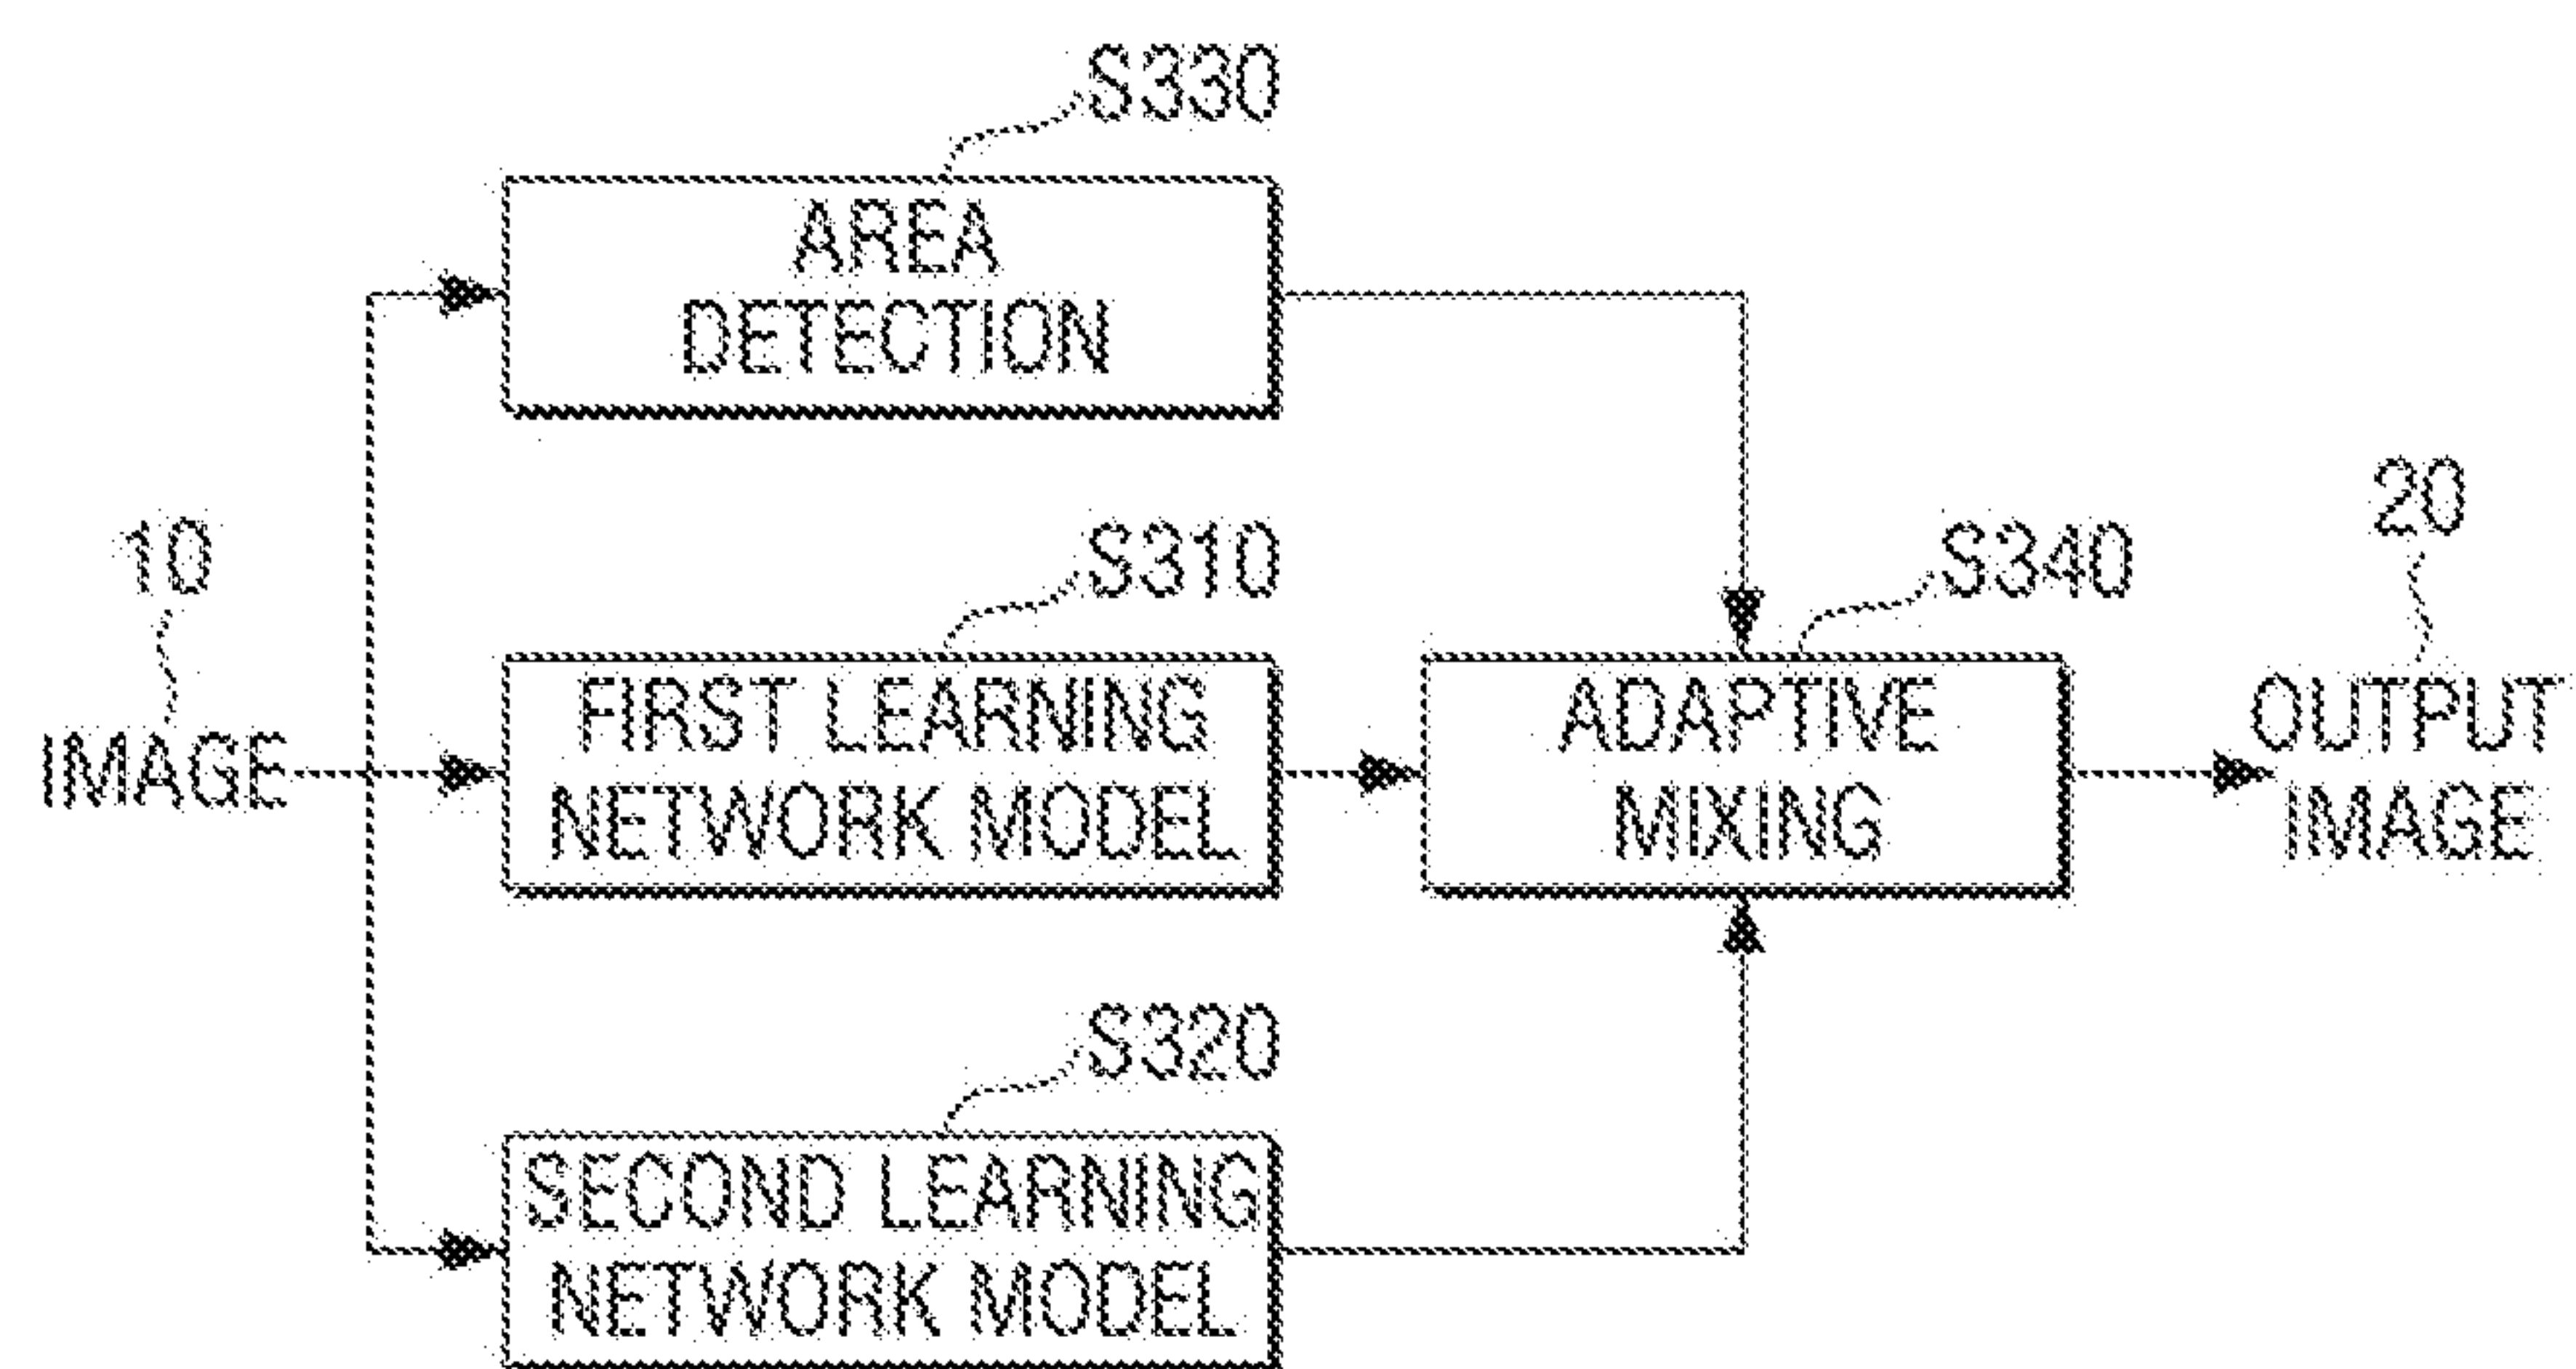 S330
AREA
DETECTION
10
IMAGE
S310
FIRST LEARNING
NETWORK MODEL
S340
ADAPTIVE
MIXING
20
OUTPUT
IMAGE
S320
SECOND LEARNING
NETWORK MODEL